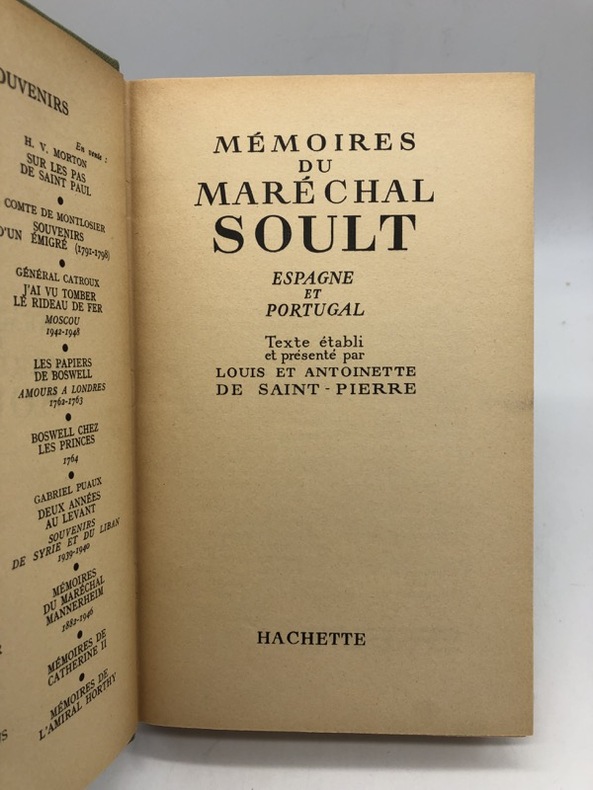 OUVENIRS
En vente :
H. V. MORTON
SUR LES PAS
DE SAINT PAUL
●
COMTE DE MONTLOSIER
SOUVENIRS
D'UN ÉMIGRÉ (1791-1798)
●
GÉNÉRAL CATROUX
J'AI VU TOMBER
LE RIDEAU DE FER
MOSCOU
1942-1948
●
LES PAPIERS
DE BOSWELL
AMOURS A LONDRES
1762-1763
●
BOSWELL CHEZ
LES PRINCES
1764
●
GABRIEL PUAUX
DEUX ANNÉES
AU LEVANT
SOUVENIRS
DE SYRIE ET DU LIBAN
1939-1940
●
MÉMOIRES
DU MARÉCHAL
MANNERHEIM
1882-1946
●
MÉMOIRES DE
CATHERINE II
●
MÉMOIRES DE
L'AMIRAL HORTHY
MÉMOIRES
DU
MARÉCHAL
SOULT
ESPAGNE
ET
PORTUGAL
Texte établi
et présenté par
LOUIS ET ANTOINETTE
DE SAINT-PIERRE
HACHETTE